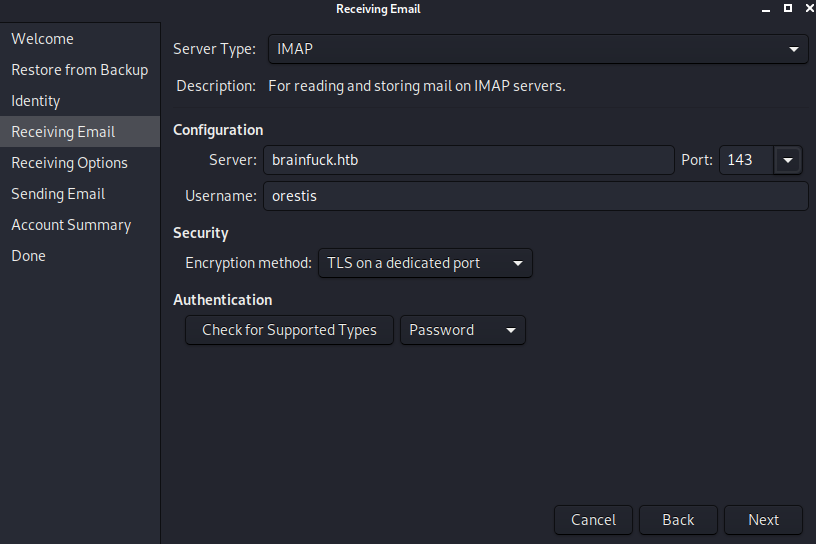 Receiving Email
Welcome
Restore from Backup
Identity
Receiving Email
Receiving Options
Sending Email
Account Summary
Done
Server Type: IMAP
Description: For reading and storing mail on IMAP servers.
Configuration
Server: brainfuck.htb Port: 143
Username: orestis
Security
Encryption method: TLS on a dedicated port
Authentication
Check for Supported Types Password
Cancel Back Next